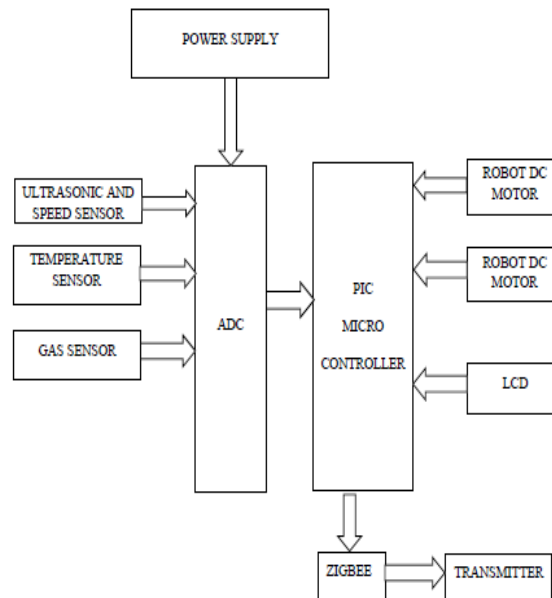 POWER SUPPLY
ULTRASONIC AND
SPEED SENSOR
TEMPERATURE
SENSOR
GAS SENSOR
ADC
PIC
MICRO
CONTROLLER
ROBOT DC
MOTOR
ROBOT DC
MOTOR
LCD
ZIGBEE
TRANSMITTER